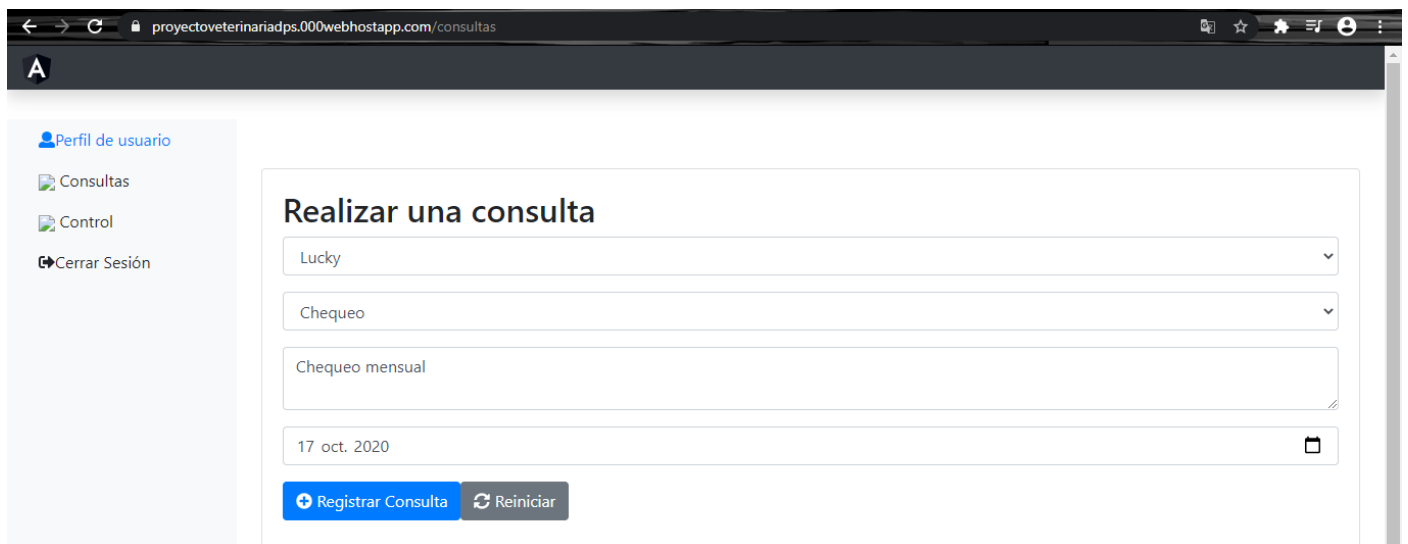 proyectoveterinariadps.000webhostapp.com/consultas
A
Perfil de usuario
Consultas
Control
Cerrar Sesión
Realizar una consulta
Lucky
Chequeo
Chequeo mensual
17 oct. 2020
Registrar Consulta Reiniciar